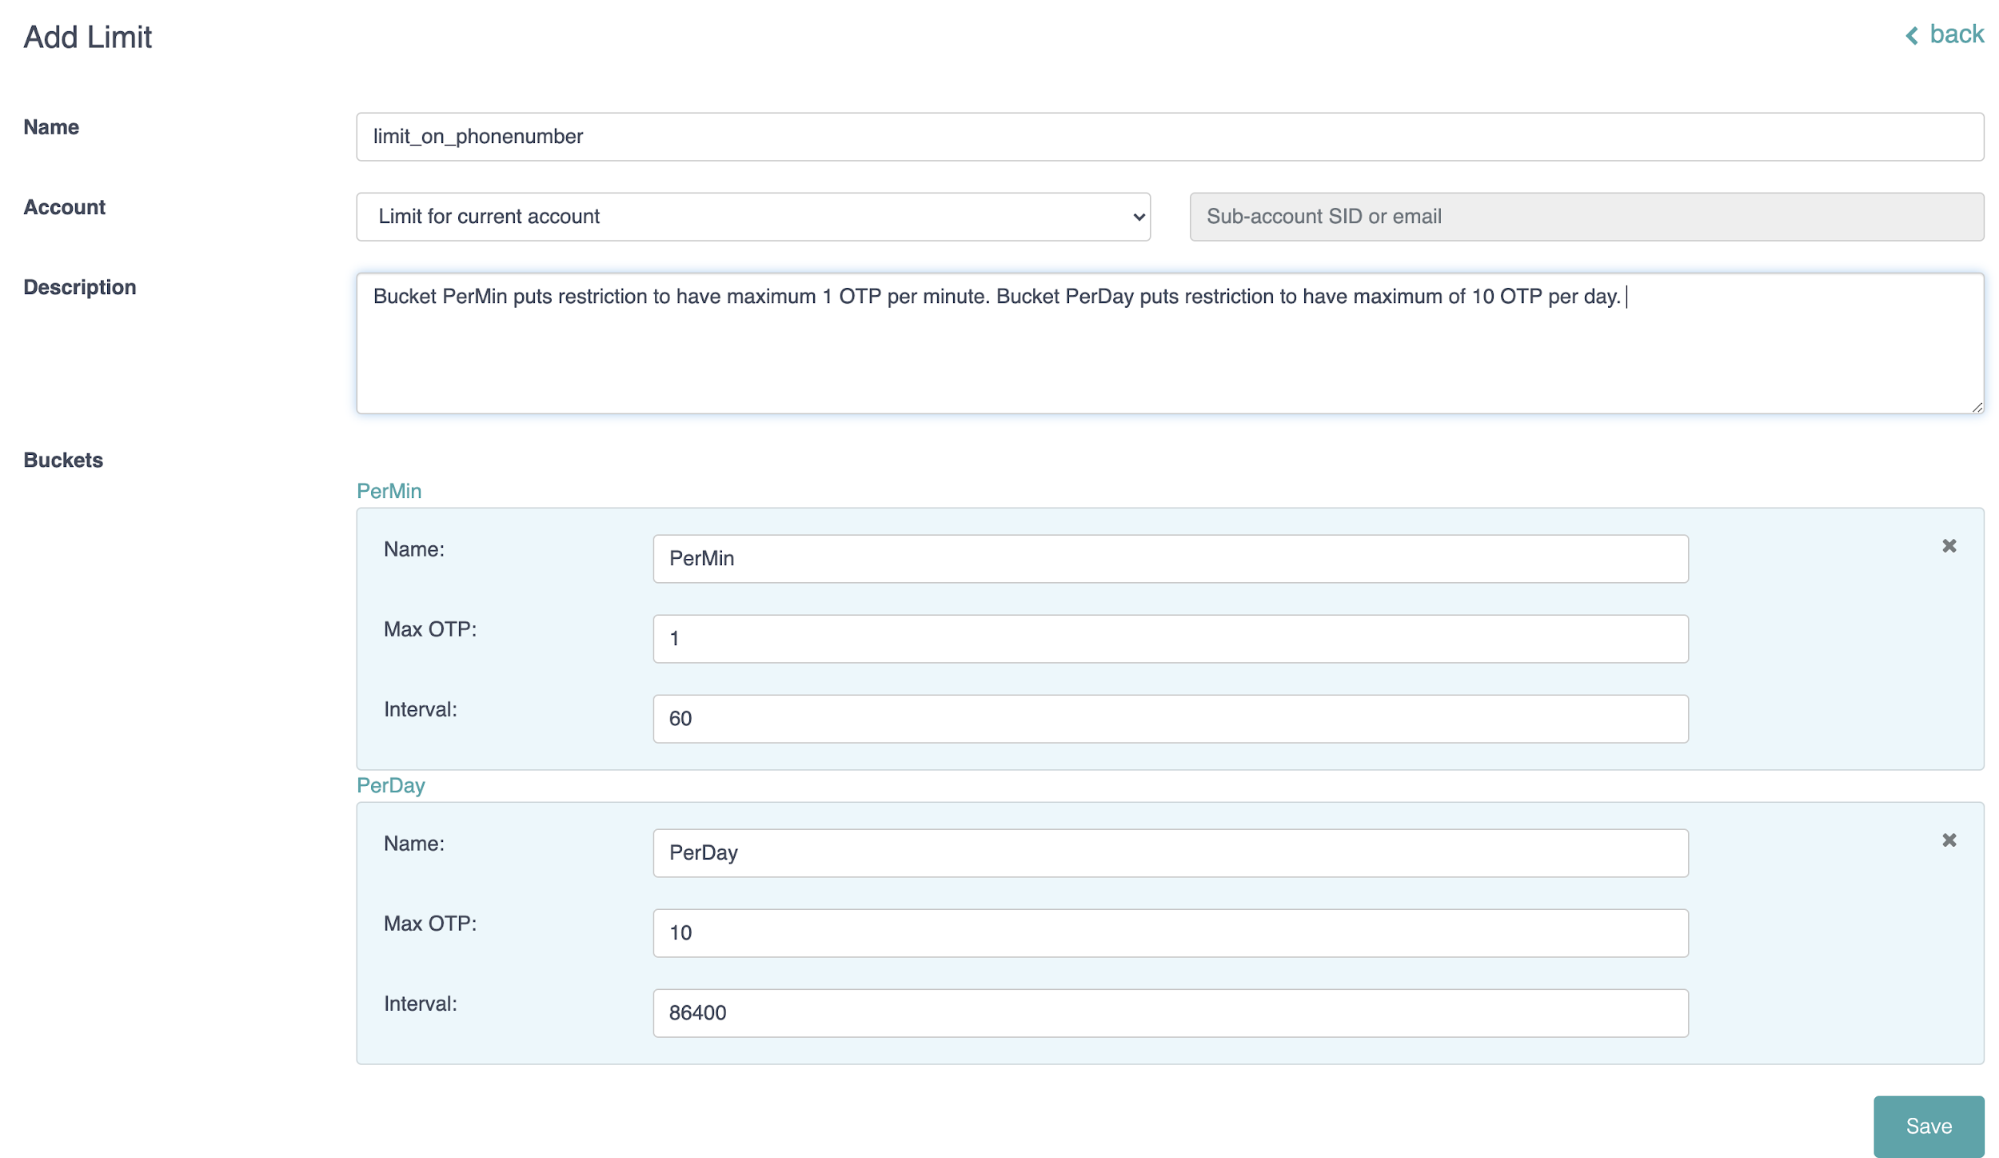 Add Limit
back
Name
limit_on_phonenumber
Account
Limit for current account
Sub-account SID or email
Description
Bucket PerMin puts restriction to have maximum 1 OTP per minute. Bucket PerDay puts restriction to have maximum of 10 OTP per day.
Buckets
PerMin
Name:
PerMin
Max OTP:
1
Interval:
60
PerDay
Name:
PerDay
Max OTP:
10
Interval:
86400
Save